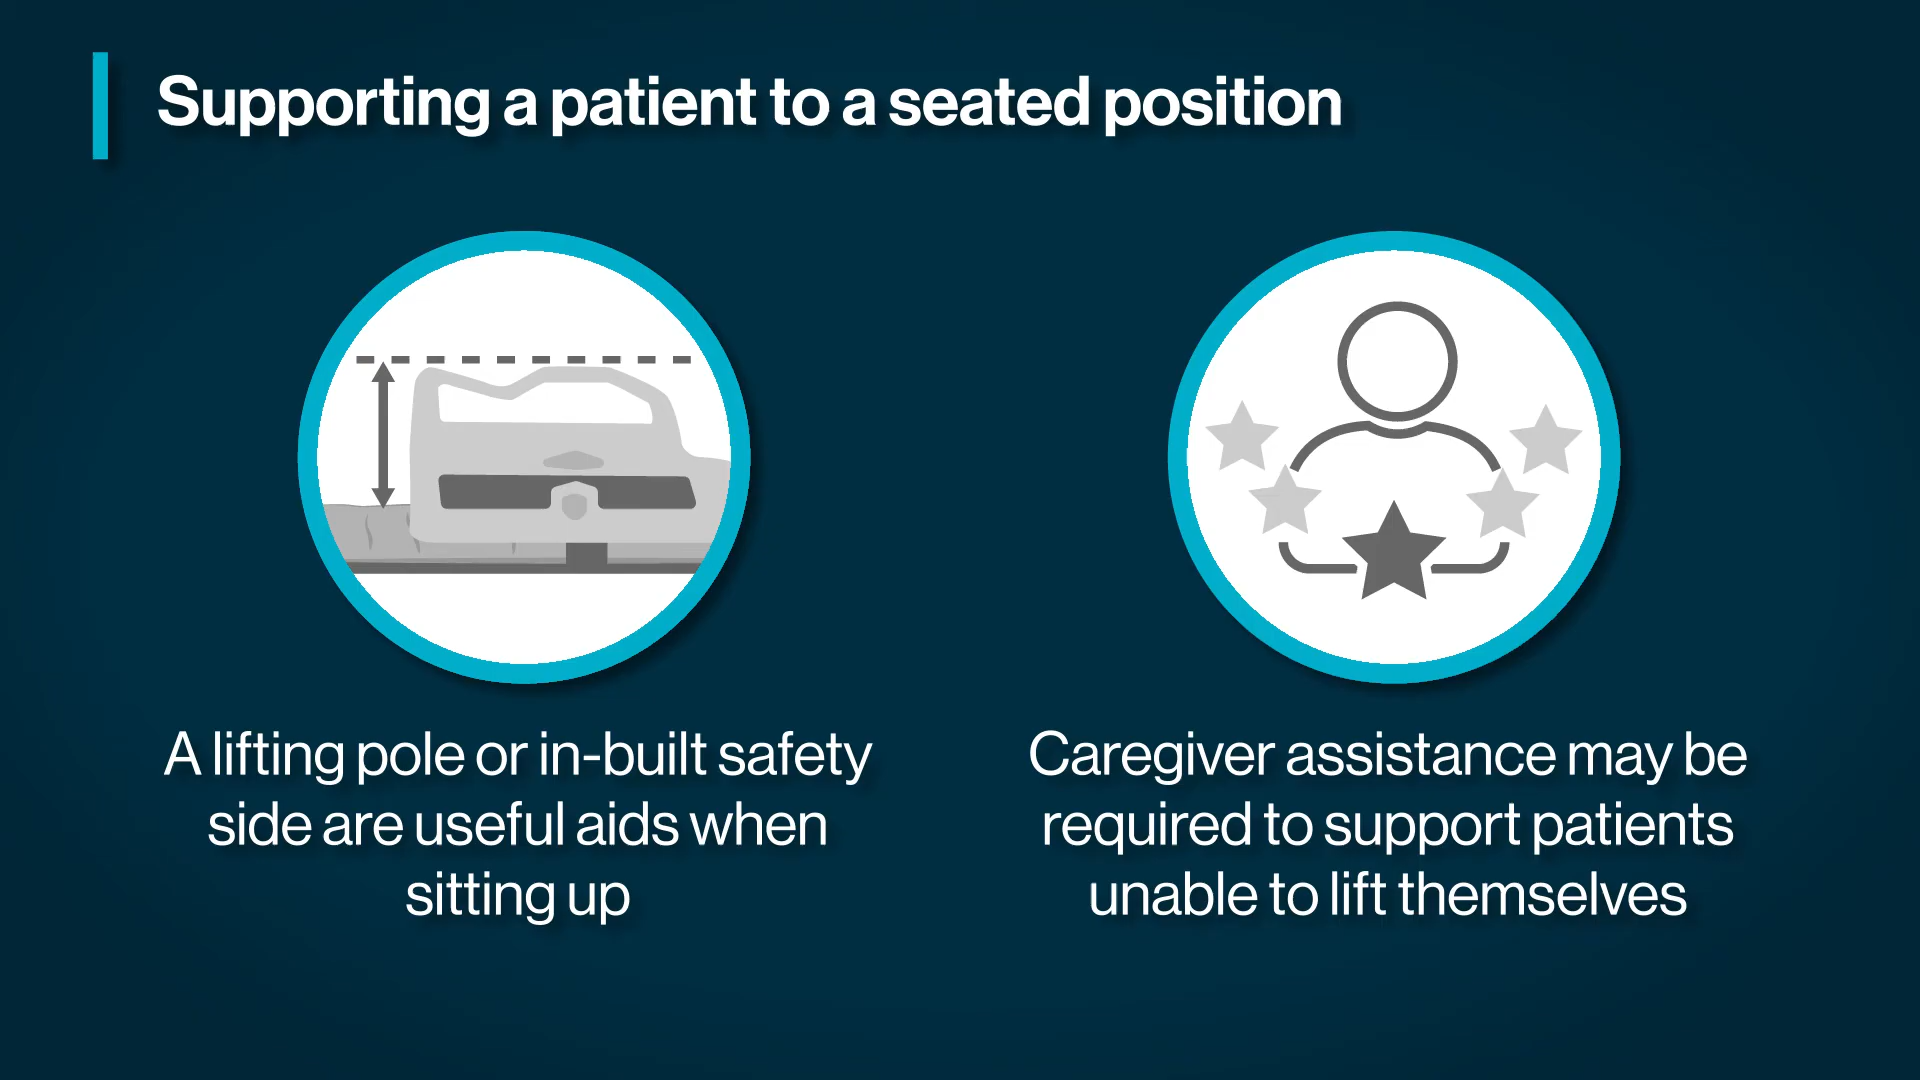 Supporting a patient to a seated position
A lifting pole or in-built safety
side are useful aids when
sitting up
Caregiver assistance may be
required to support patients
unable to lift themselves